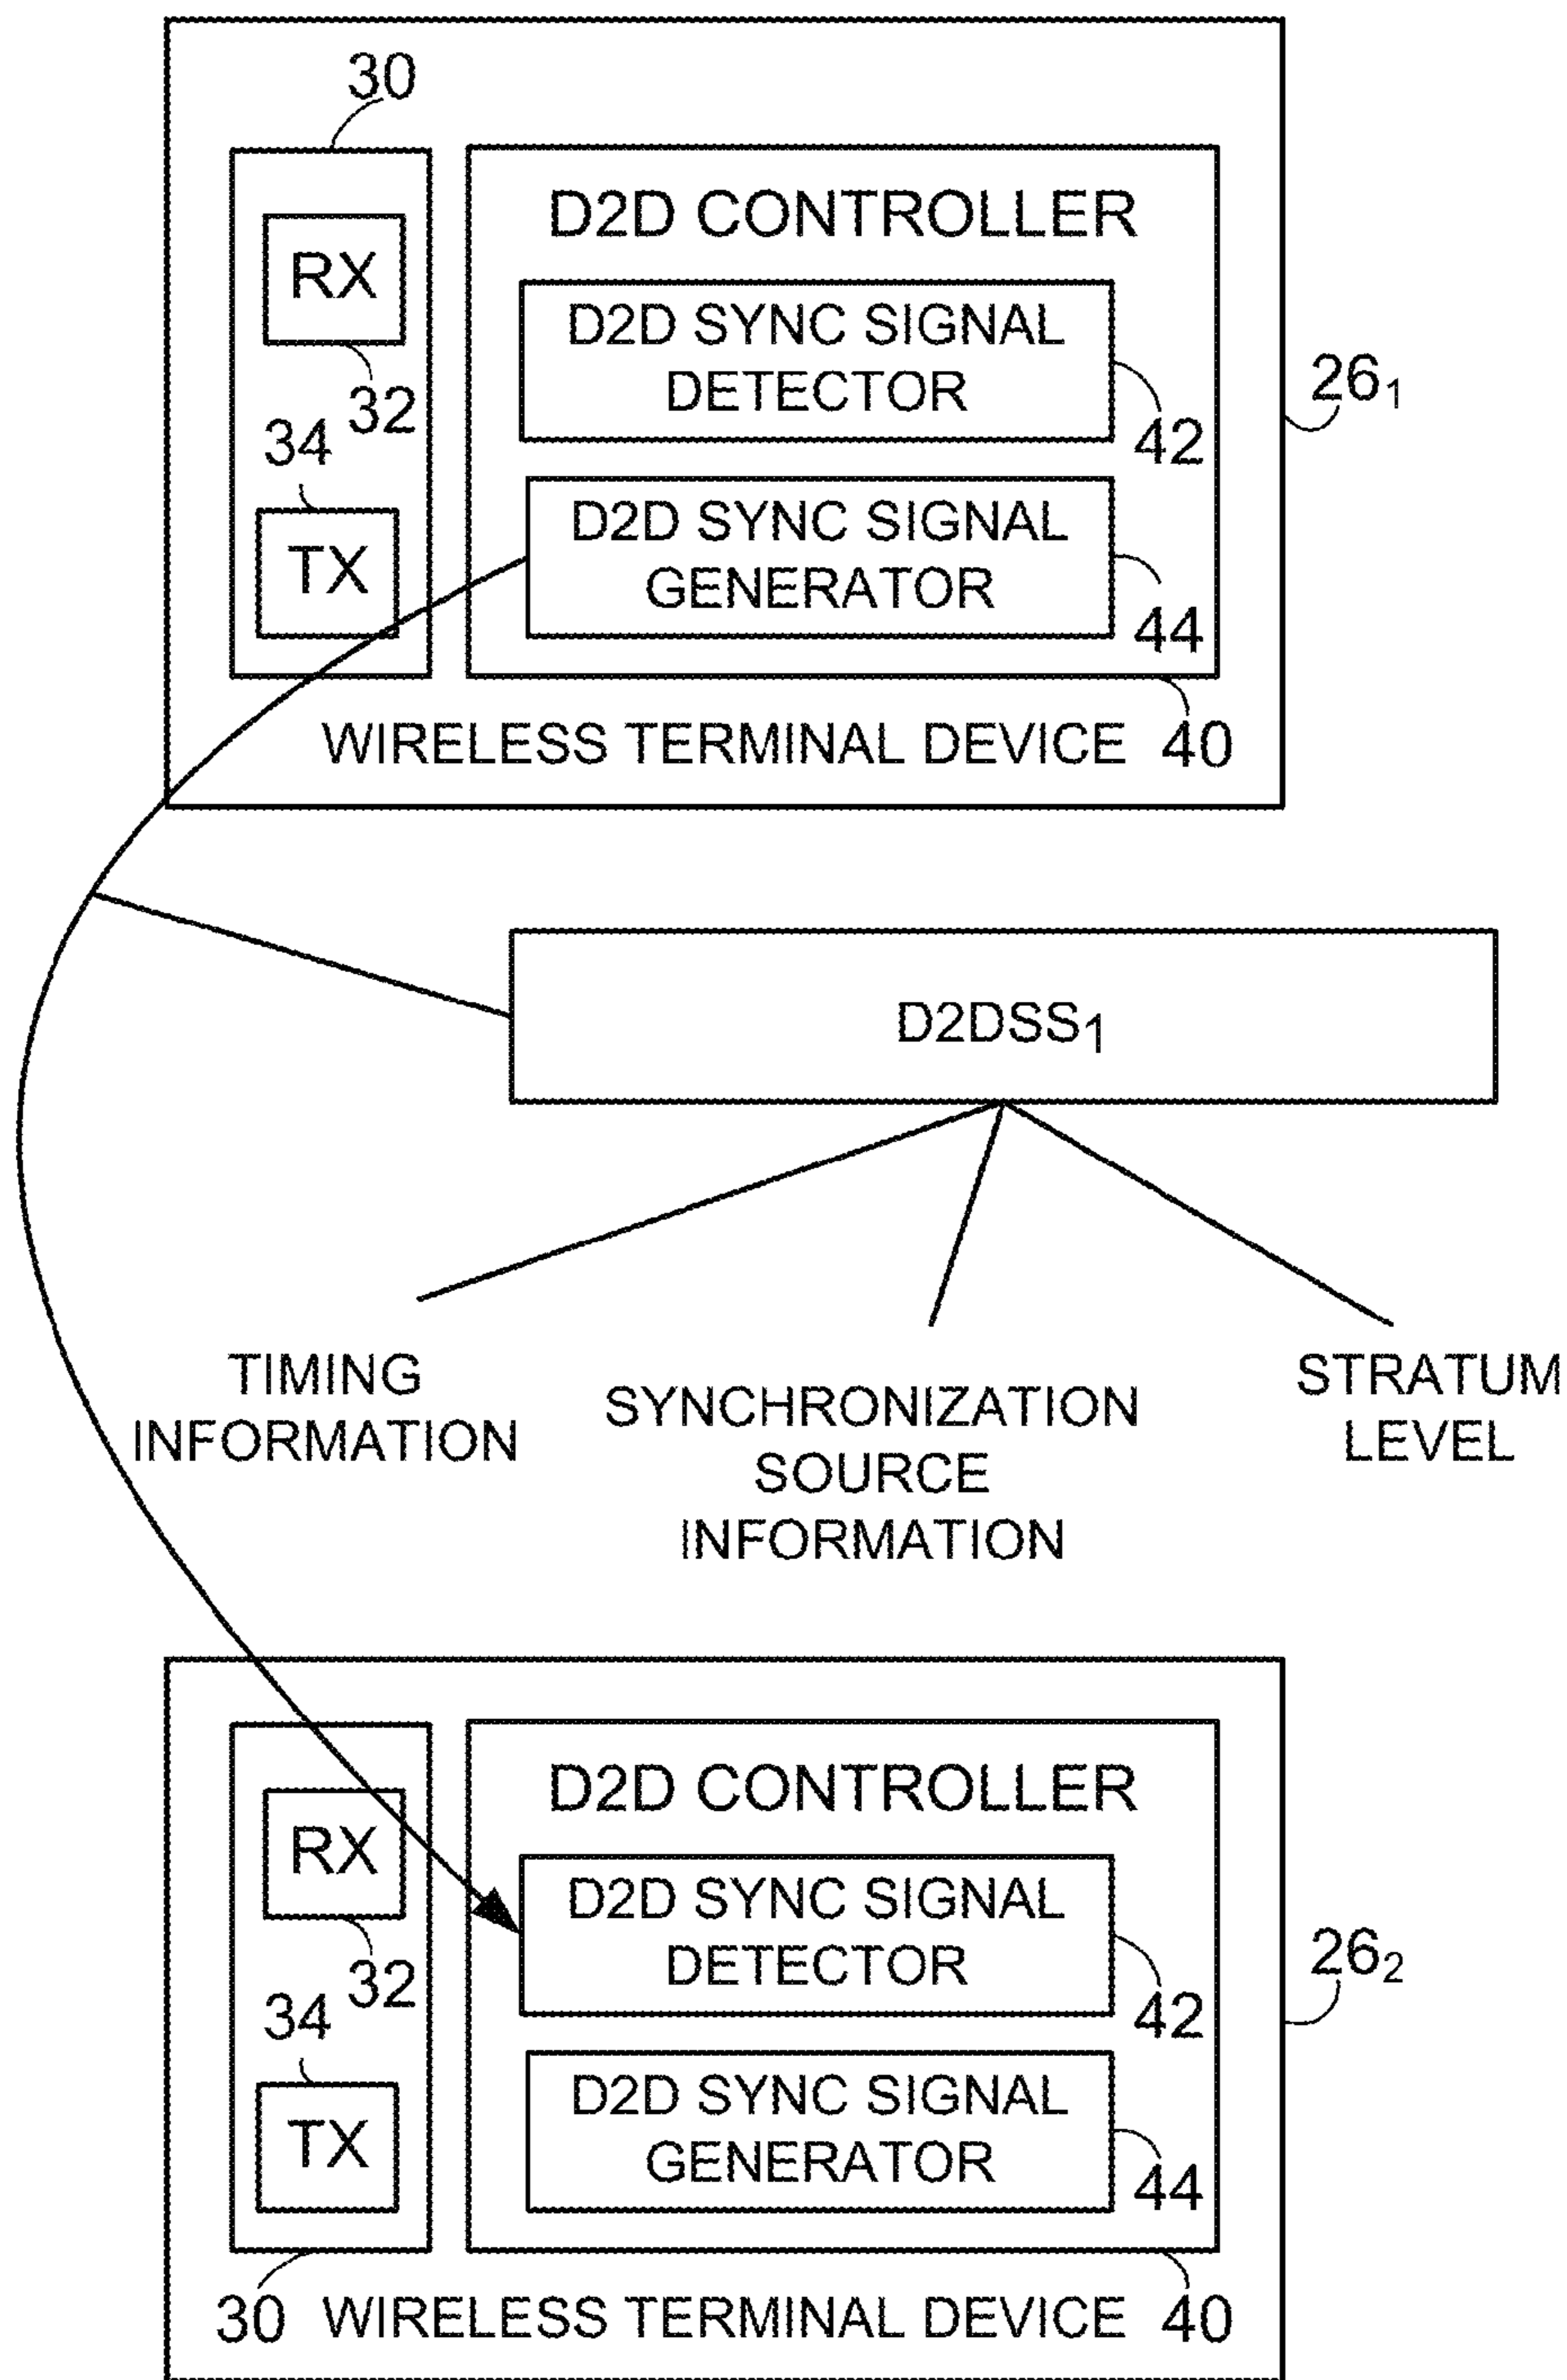 30
D2D CONTROLLER
RX
D2D SYNC SIGNAL
DETECTOR
32
42
26₁
34
D2D SYNC SIGNAL
GENERATOR
TX
44
WIRELESS TERMINAL DEVICE 40
D2DSS₁
TIMING
INFORMATION
SYNCHRONIZATION
SOURCE
INFORMATION
STRATUM
LEVEL
D2D CONTROLLER
RX
D2D SYNC SIGNAL
DETECTOR
32
42
26₂
34
D2D SYNC SIGNAL
GENERATOR
TX
44
30 WIRELESS TERMINAL DEVICE 40